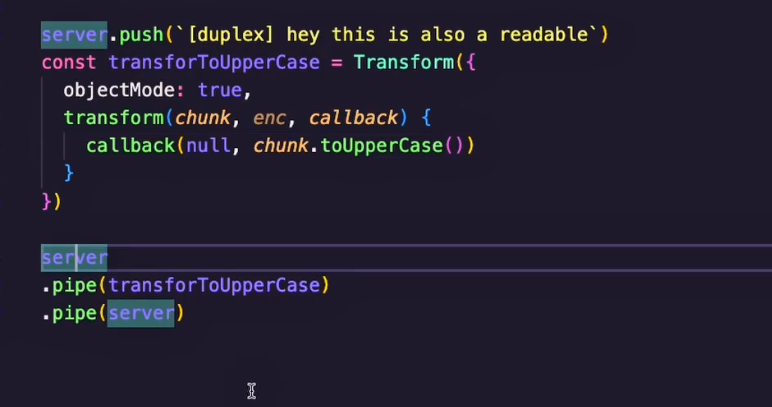 server.push(`[duplex] hey this is also a readable`)
const transforToUpperCase = Transform({
  objectMode: true,
  transform(chunk, enc, callback) {
    callback(null, chunk.toUpperCase())
  }
})
server
.pipe(transforToUpperCase)
.pipe(server)